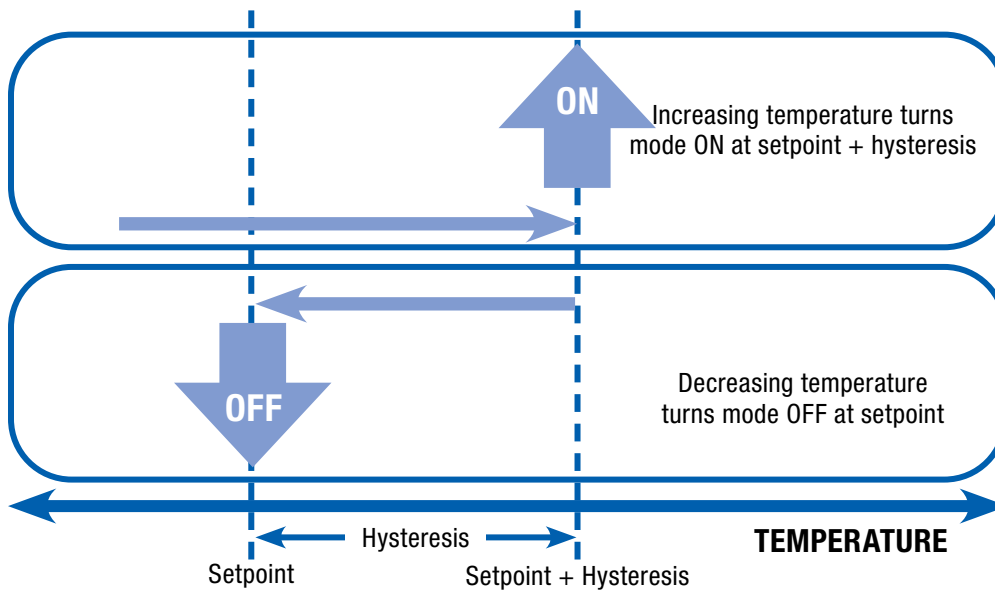 ON
Increasing temperature turns
mode ON at setpoint + hysteresis
OFF
Decreasing temperature
turns mode OFF at setpoint
Hysteresis
TEMPERATURE
Setpoint
Setpoint + Hysteresis